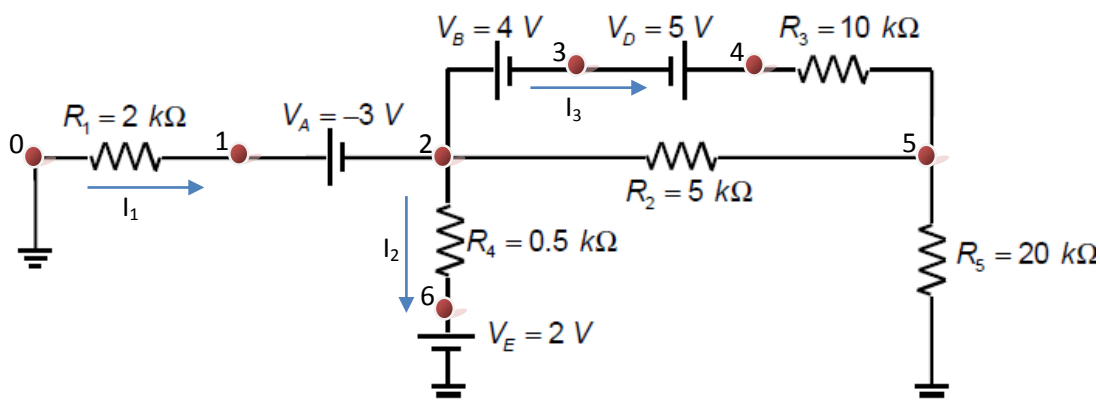 V_B = 4 V
3
V_D = 5 V
4
R_3 = 10 kΩ
I_3
0
R_1 = 2 kΩ
1
V_A = –3 V
2
5
I_1
R_2 = 5 kΩ
I_2
R_4 = 0.5 kΩ
R_5 = 20 kΩ
6
V_E = 2 V